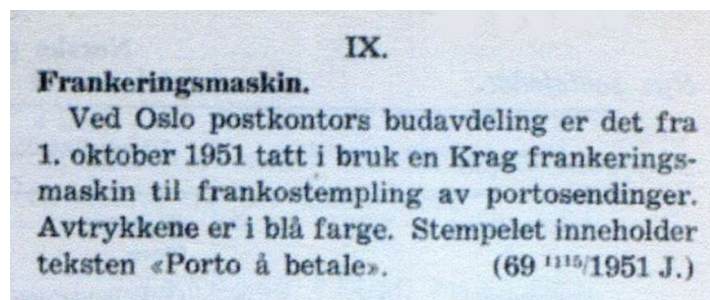 IX.
Frankeringsmaskin.
Ved Oslo postkontors budavdeling er det fra
1. oktober 1951 tatt i bruk en Krag frankerings-
maskin til frankostempling av portosendinger.
Avtrykkene er i blå farge. Stempelet inneholder
teksten «Porto å betale». (69 ¹¹¹⁵/1951 J.)